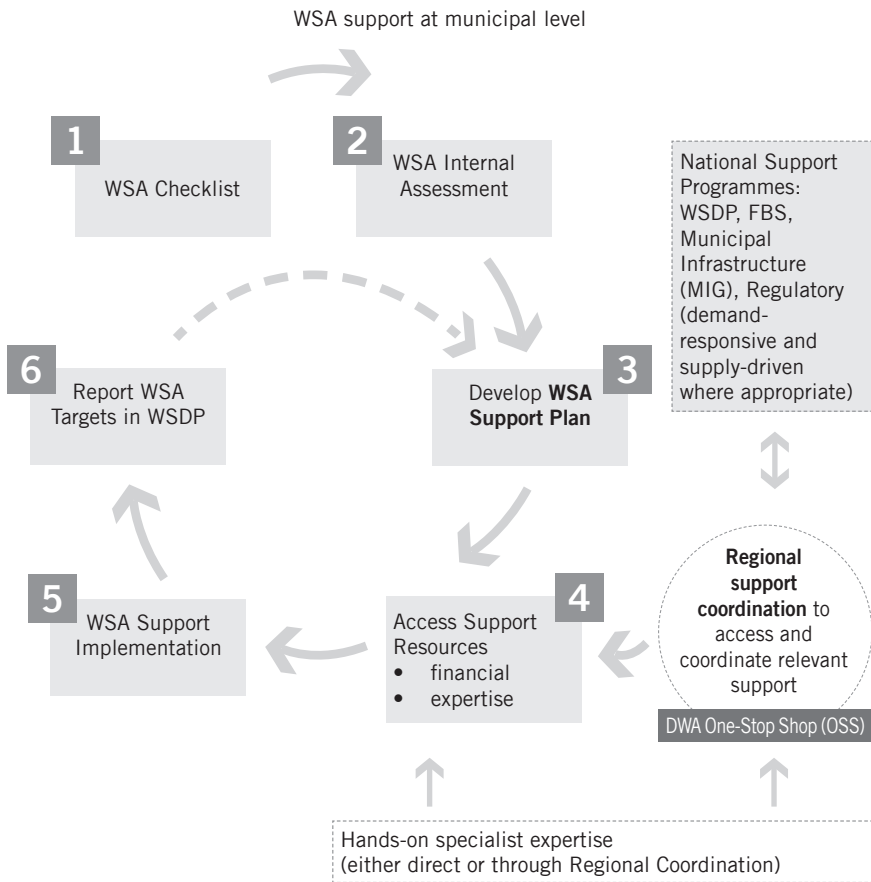 WSA support at municipal level
1
WSA Checklist
2
WSA Internal
Assessment
National Support
Programmes:
WSDP, FBS,
Municipal
Infrastructure
(MIG), Regulatory
(demand-
responsive and
supply-driven
where appropriate)
3
Develop WSA
Support Plan
6
Report WSA
Targets in WSDP
Regional
support
coordination to
access and
coordinate relevant
support
DWA One-Stop Shop (OSS)
4
Access Support
Resources
• financial
• expertise
5
WSA Support
Implementation
Hands-on specialist expertise
(either direct or through Regional Coordination)